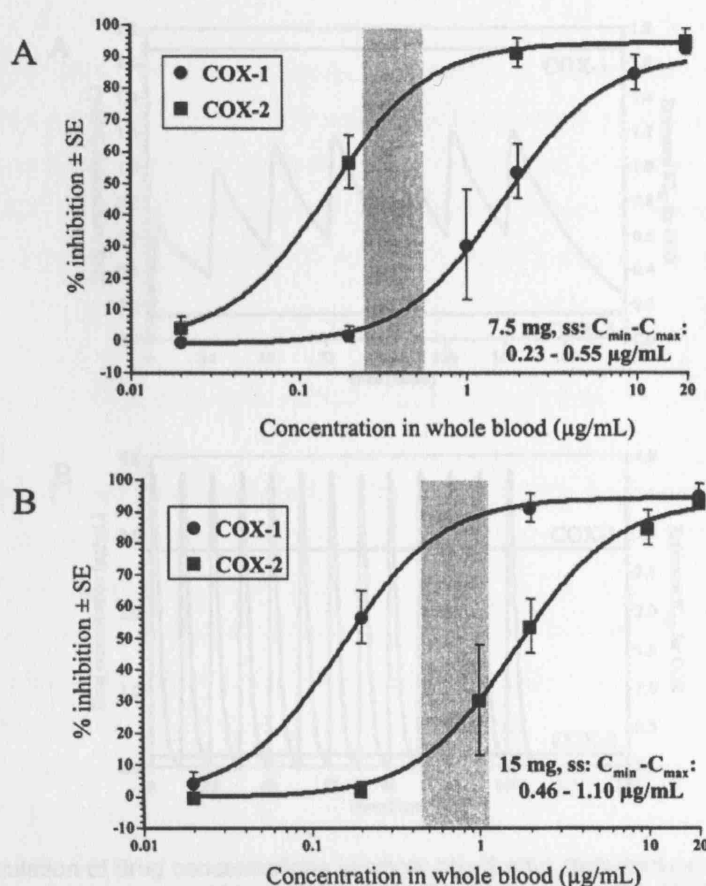 A
100
90
80
70
60
50
40
30
20
10
0
-10
% inhibition ± SE
COX-1
COX-2
7.5 mg, ss: Cmin-Cmax:
0.23 - 0.55 µg/mL
0.01 0.1 1 10 20
Concentration in whole blood (µg/mL)
B
100
90
80
70
60
50
40
30
20
10
0
-10
% inhibition ± SE
COX-1
COX-2
15 mg, ss: Cmin-Cmax:
0.46 - 1.10 µg/mL
0.01 0.1 1 10 20
Concentration in whole blood (µg/mL)